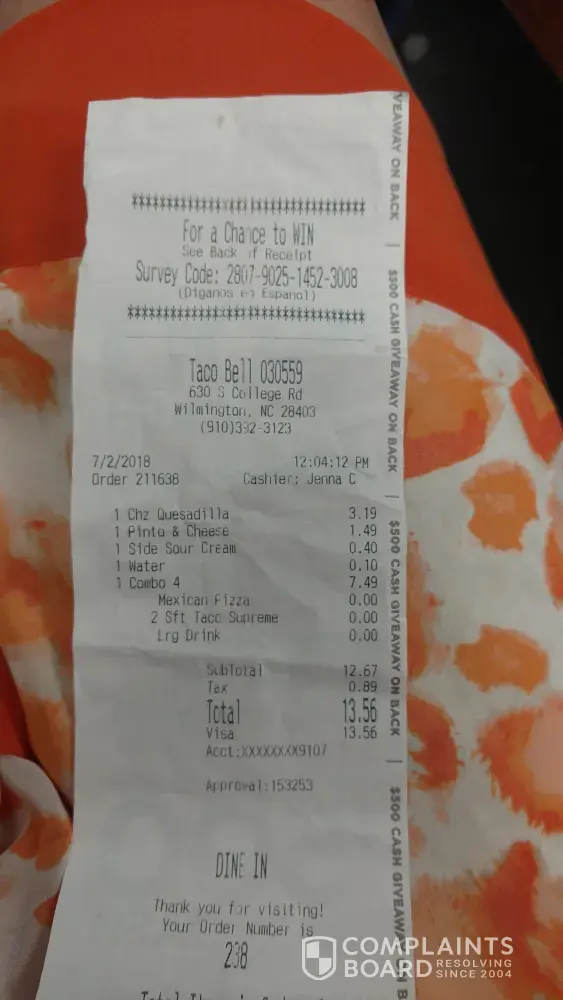 ************************************
For a Chance to WIN
See Back of Receipt
Survey Code: 2807-9025-1452-3008
(Diganos en Espanol)
************************************
Taco Bell 030559
630 S College Rd
Wilmington, NC 28403
(910)392-3123
7/2/2018 12:04:12 PM
Order 211638 Cashier: Jenna C
1 Chz Quesadilla 3.19
1 Pinto & Cheese 1.49
1 Side Sour Cream 0.40
1 Water 0.10
1 Combo 4 7.49
Mexican Pizza 0.00
2 Sft Taco Supreme 0.00
Lrg Drink 0.00
SubTotal 12.67
Tax 0.89
Total 13.56
Visa 13.56
Acct:XXXXXXXX9107
Approval:153253
DINE IN
Thank you for visiting!
Your Order Number is
238
VEAWAY ON BACK | $500 CASH GIVEAWAY ON BACK | $500 CASH GIVEAWAY ON BACK | $500 CASH GIVEAWAY ON B
COMPLAINTS
BOARD RESOLVING
SINCE 2004